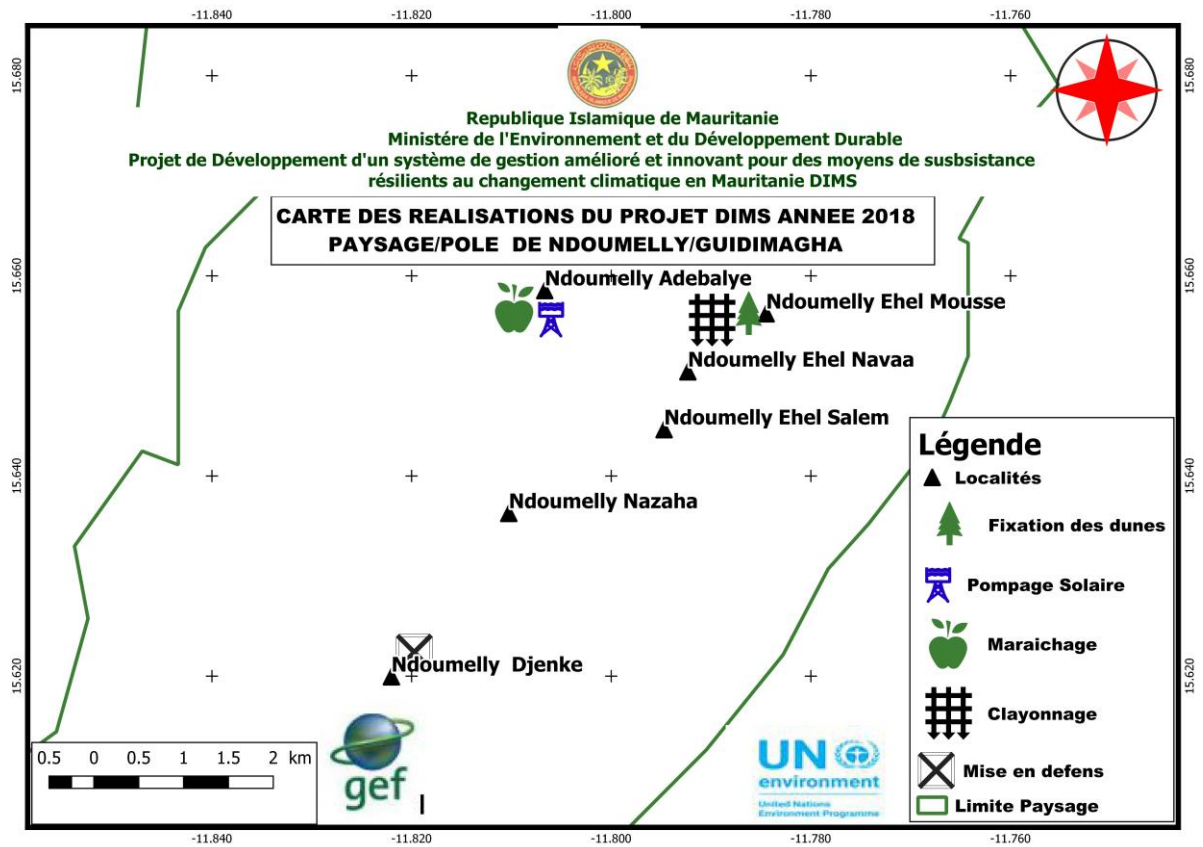 -11.840 -11.820 -11.800 -11.780 -11.760
15.680 15.680
Republique Islamique de Mauritanie
Ministére de l'Environnement et du Développement Durable
Projet de Développement d'un système de gestion amélioré et innovant pour des moyens de susbsistance
résilients au changement climatique en Mauritanie DIMS
CARTE DES REALISATIONS DU PROJET DIMS ANNEE 2018
PAYSAGE/POLE DE NDOUMELLY/GUIDIMAGHA
15.660 15.660
Ndoumelly Adebalye
Ndoumelly Ehel Mousse
Ndoumelly Ehel Navaa
Ndoumelly Ehel Salem
15.640 15.640
Ndoumelly Nazaha
Ndoumelly Djenke
15.620 15.620
Légende
Localités
Fixation des dunes
Pompage Solaire
Maraichage
Clayonnage
Mise en defens
Limite Paysage
0.5 0 0.5 1 1.5 2 km
gef
I
UN
environment
United Nations
Environment Programme
-11.840 -11.820 -11.800 -11.780 -11.760